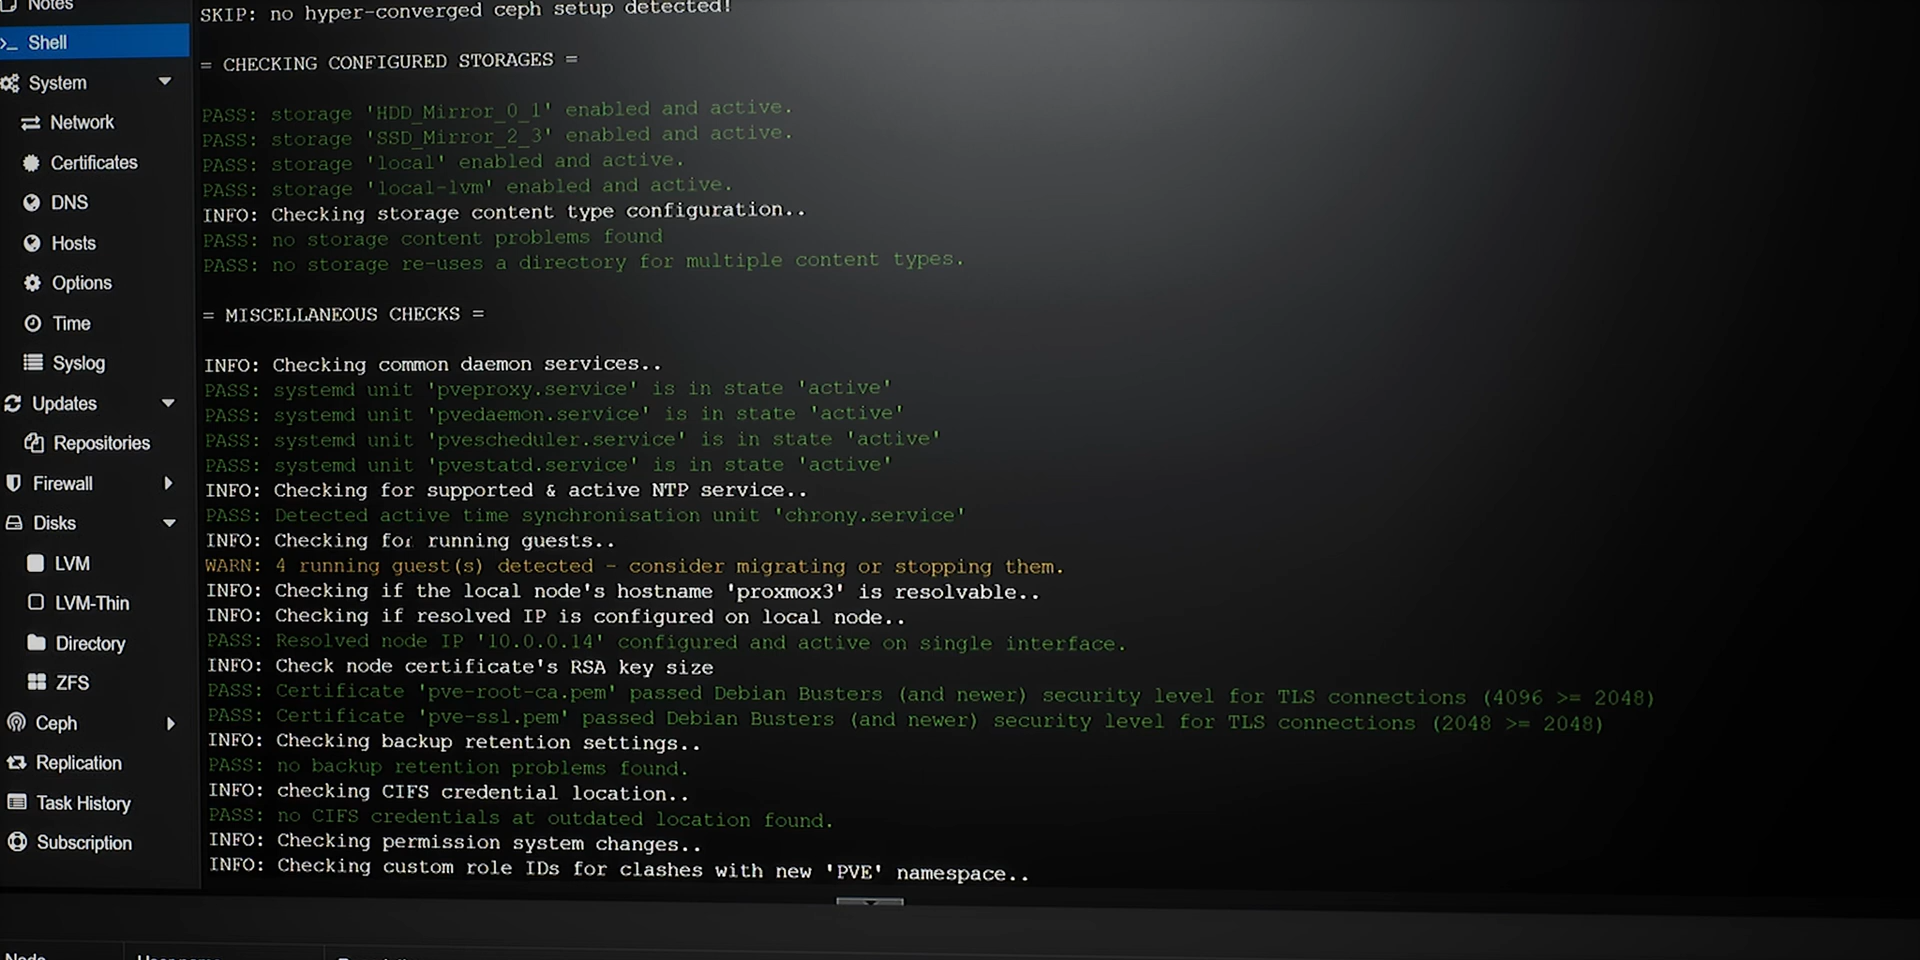 Notes
Shell
System
Network
Certificates
DNS
Hosts
Options
Time
Syslog
Updates
Repositories
Firewall
Disks
LVM
LVM-Thin
Directory
ZFS
Ceph
Replication
Task History
Subscription
SKIP: no hyper-converged ceph setup detected!
= CHECKING CONFIGURED STORAGES =
PASS: storage 'HDD_Mirror_0_1' enabled and active.
PASS: storage 'SSD_Mirror_2_3' enabled and active.
PASS: storage 'local' enabled and active.
PASS: storage 'local-lvm' enabled and active.
INFO: Checking storage content type configuration..
PASS: no storage content problems found
PASS: no storage re-uses a directory for multiple content types.
= MISCELLANEOUS CHECKS =
INFO: Checking common daemon services..
PASS: systemd unit 'pveproxy.service' is in state 'active'
PASS: systemd unit 'pvedaemon.service' is in state 'active'
PASS: systemd unit 'pvescheduler.service' is in state 'active'
PASS: systemd unit 'pvestatd.service' is in state 'active'
INFO: Checking for supported & active NTP service..
PASS: Detected active time synchronisation unit 'chrony.service'
INFO: Checking for running guests..
WARN: 4 running guest(s) detected - consider migrating or stopping them.
INFO: Checking if the local node's hostname 'proxmox3' is resolvable..
INFO: Checking if resolved IP is configured on local node..
PASS: Resolved node IP '10.0.0.14' configured and active on single interface.
INFO: Check node certificate's RSA key size
PASS: Certificate 'pve-root-ca.pem' passed Debian Busters (and newer) security level for TLS connections (4096 >= 2048)
PASS: Certificate 'pve-ssl.pem' passed Debian Busters (and newer) security level for TLS connections (2048 >= 2048)
INFO: Checking backup retention settings..
PASS: no backup retention problems found.
INFO: checking CIFS credential location..
PASS: no CIFS credentials at outdated location found.
INFO: Checking permission system changes..
INFO: Checking custom role IDs for clashes with new 'PVE' namespace..